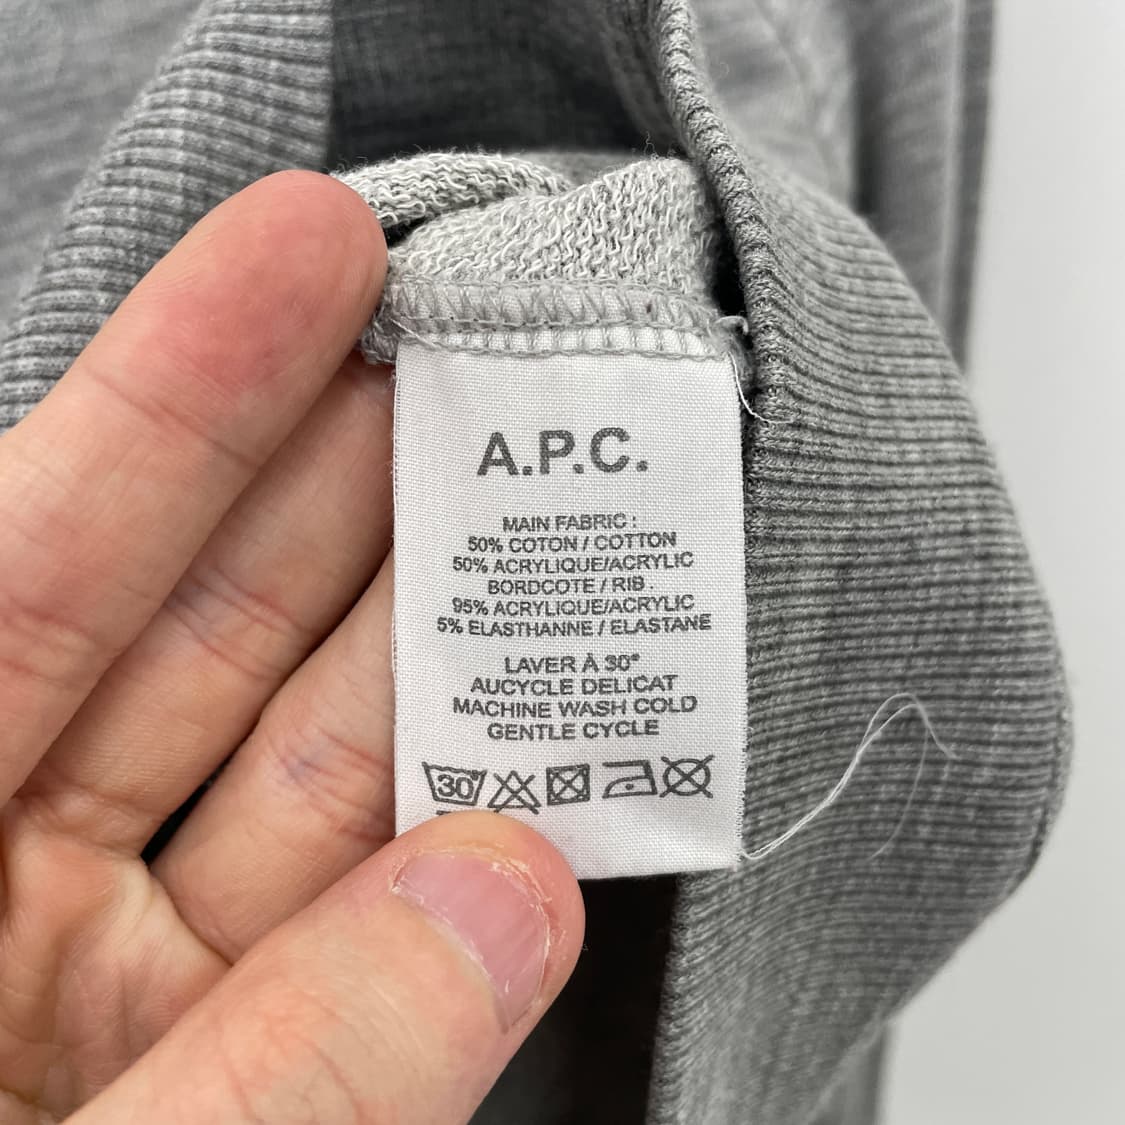 A.P.C.
MAIN FABRIC :
50% COTON / COTTON
50% ACRYLIQUE/ACRYLIC
BORDCOTE / RIB
95% ACRYLIQUE/ACRYLIC
5% ELASTHANNE / ELASTANE
LAVER À 30°
AUCYCLE DELICAT
MACHINE WASH COLD
GENTLE CYCLE
30°